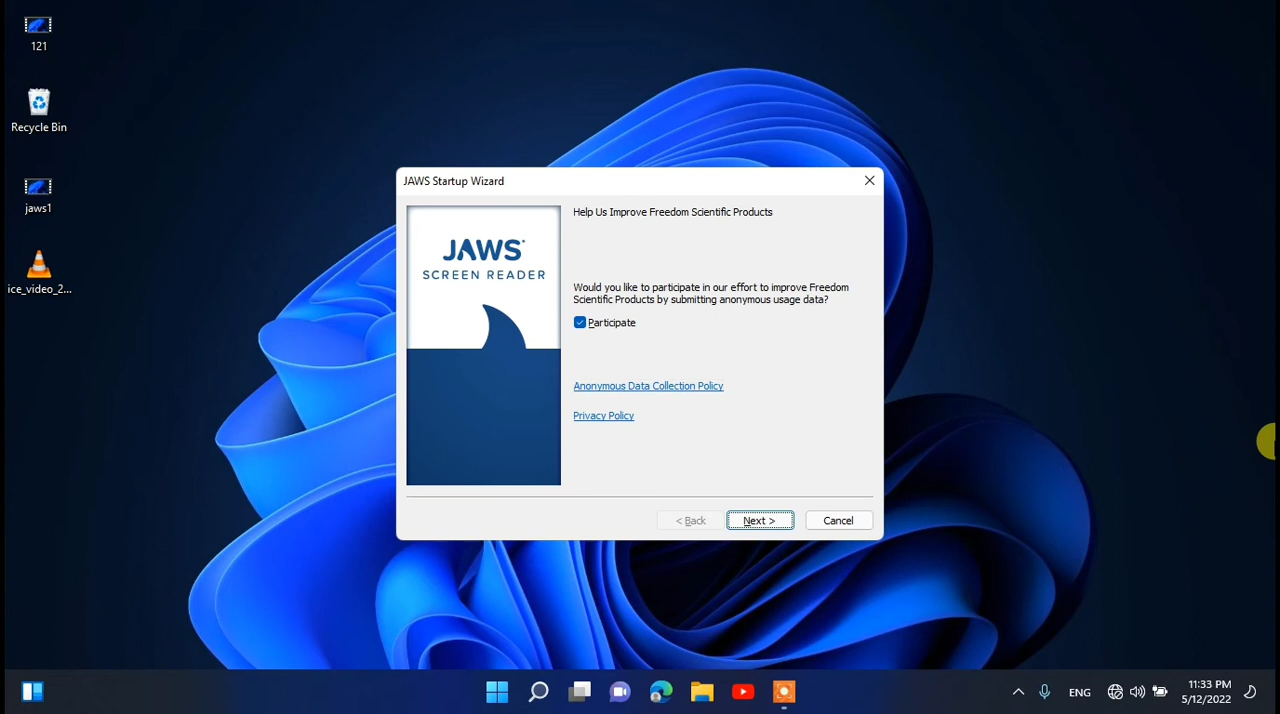 121
Recycle Bin
jaws1
ice_video_2...
JAWS Startup Wizard
JAWS
SCREEN READER
Help Us Improve Freedom Scientific Products
Would you like to participate in our effort to improve Freedom
Scientific Products by submitting anonymous usage data?
Participate
Anonymous Data Collection Policy
Privacy Policy
< Back
Next >
Cancel
ENG
11:33 PM
5/12/2022